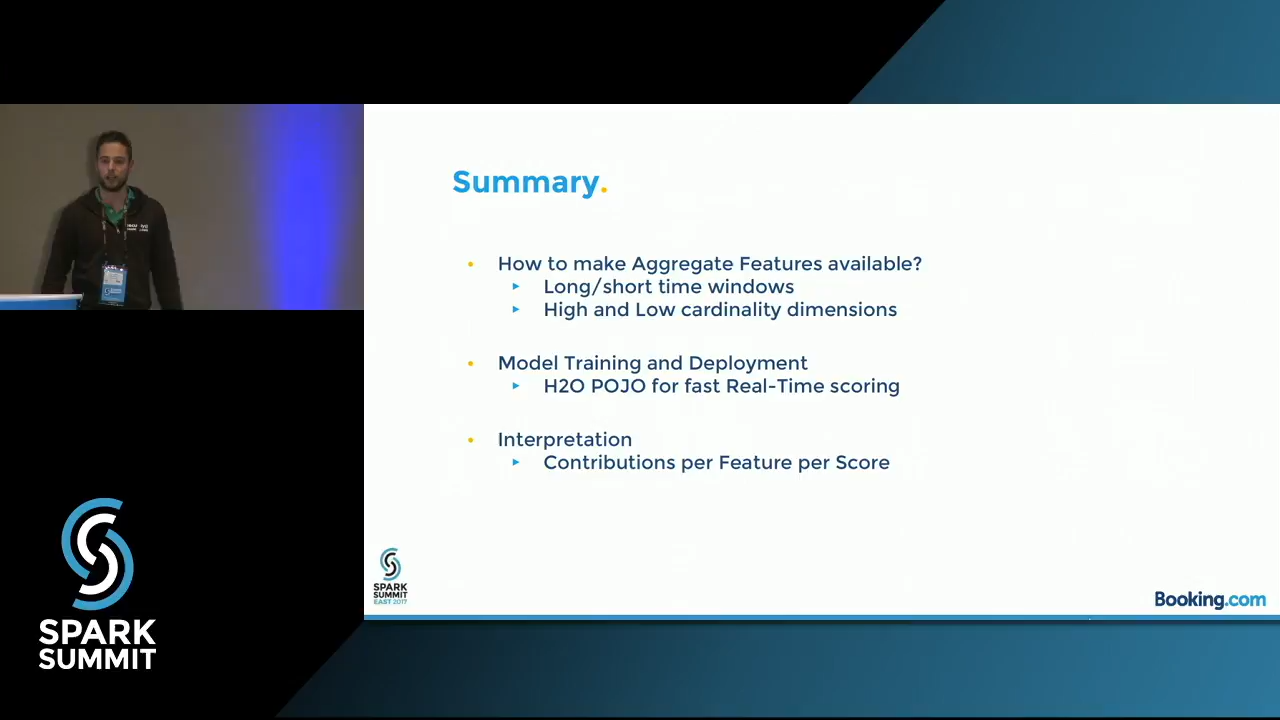 Summary.
• How to make Aggregate Features available?
‣ Long/short time windows
‣ High and Low cardinality dimensions
• Model Training and Deployment
‣ H2O POJO for fast Real-Time scoring
• Interpretation
‣ Contributions per Feature per Score
SPARK
SUMMIT
EAST 2017
Booking.com
SPARK
SUMMIT